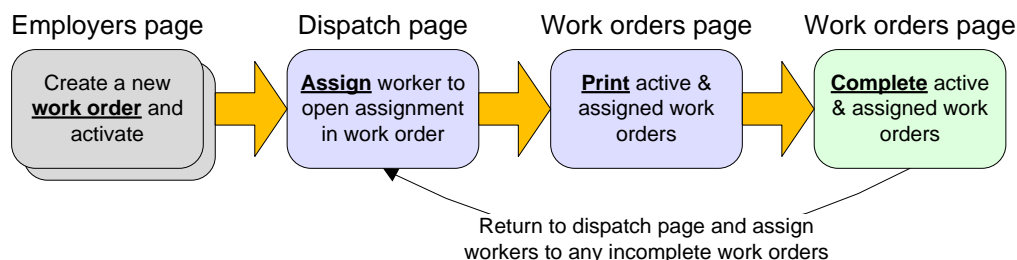 Employers page
Dispatch page
Work orders page
Work orders page
Create a new
work order and
activate
Assign worker to
open assignment
in work order
Print active &
assigned work
orders
Complete active
& assigned work
orders
Return to dispatch page and assign
workers to any incomplete work orders